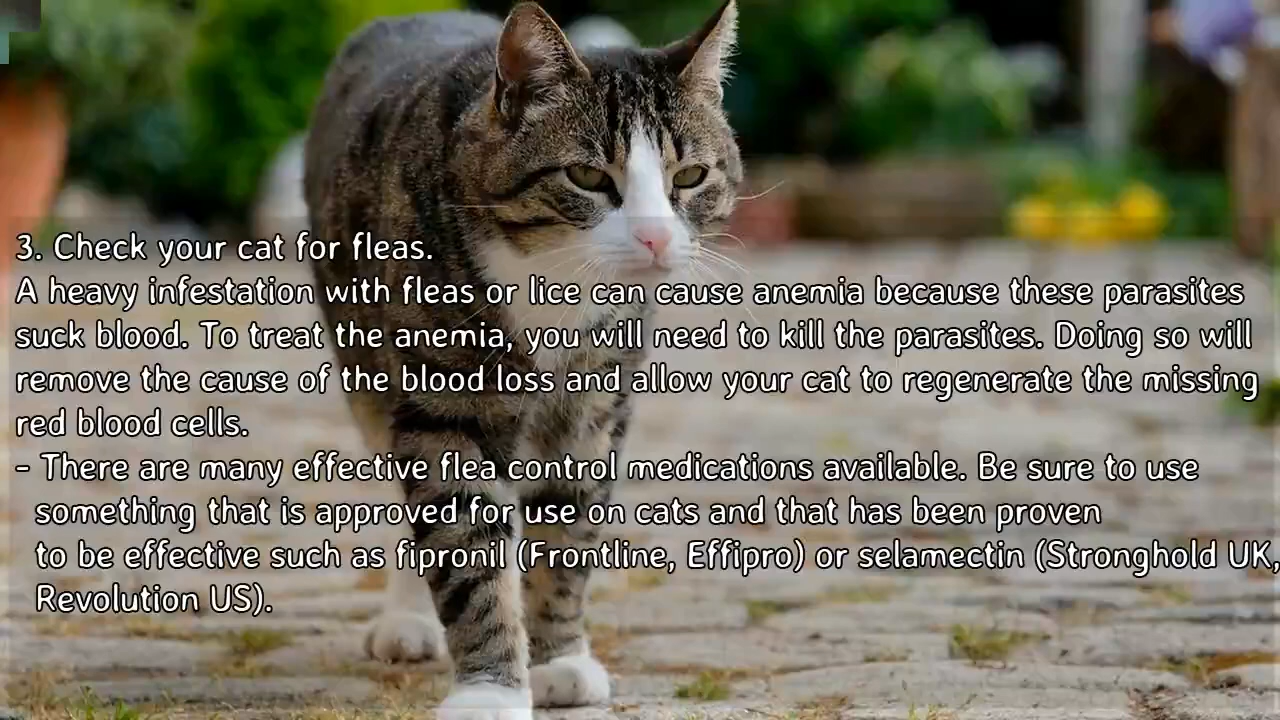 3. Check your cat for fleas.
A heavy infestation with fleas or lice can cause anemia because these parasites
suck blood. To treat the anemia, you will need to kill the parasites. Doing so will
remove the cause of the blood loss and allow your cat to regenerate the missing
red blood cells.
- There are many effective flea control medications available. Be sure to use
something that is approved for use on cats and that has been proven
to be effective such as fipronil (Frontline, Effipro) or selamectin (Stronghold UK,
Revolution US).